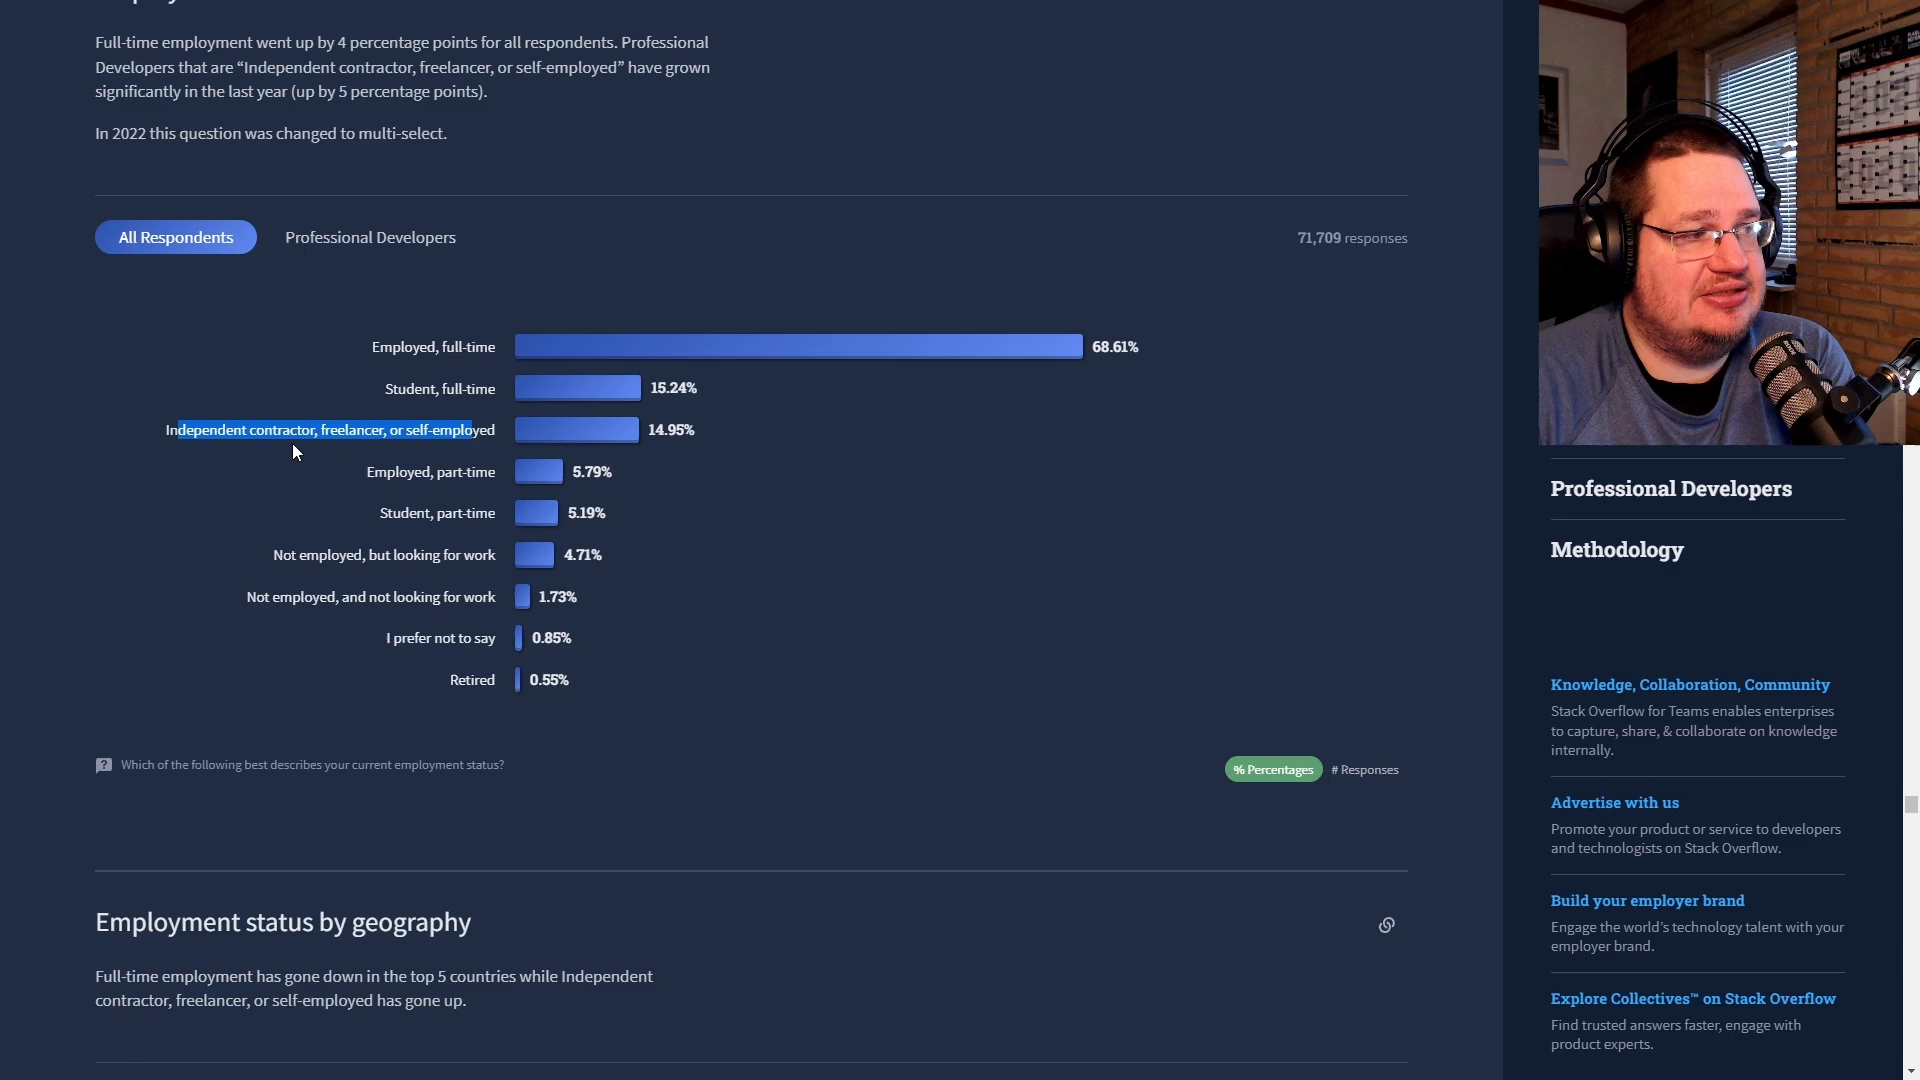 Full-time employment went up by 4 percentage points for all respondents. Professional
Developers that are “Independent contractor, freelancer, or self-employed” have grown
significantly in the last year (up by 5 percentage points).
In 2022 this question was changed to multi-select.
All Respondents
Professional Developers
71,709 responses
Employed, full-time 68.61%
Student, full-time 15.24%
Independent contractor, freelancer, or self-employed 14.95%
Employed, part-time 5.79%
Student, part-time 5.19%
Not employed, but looking for work 4.71%
Not employed, and not looking for work 1.73%
I prefer not to say 0.85%
Retired 0.55%
Which of the following best describes your current employment status?
% Percentages
# Responses
Employment status by geography
Full-time employment has gone down in the top 5 countries while Independent
contractor, freelancer, or self-employed has gone up.
Professional Developers
Methodology
Knowledge, Collaboration, Community
Stack Overflow for Teams enables enterprises
to capture, share, & collaborate on knowledge
internally.
Advertise with us
Promote your product or service to developers
and technologists on Stack Overflow.
Build your employer brand
Engage the world’s technology talent with your
employer brand.
Explore Collectives™ on Stack Overflow
Find trusted answers faster, engage with
product experts.